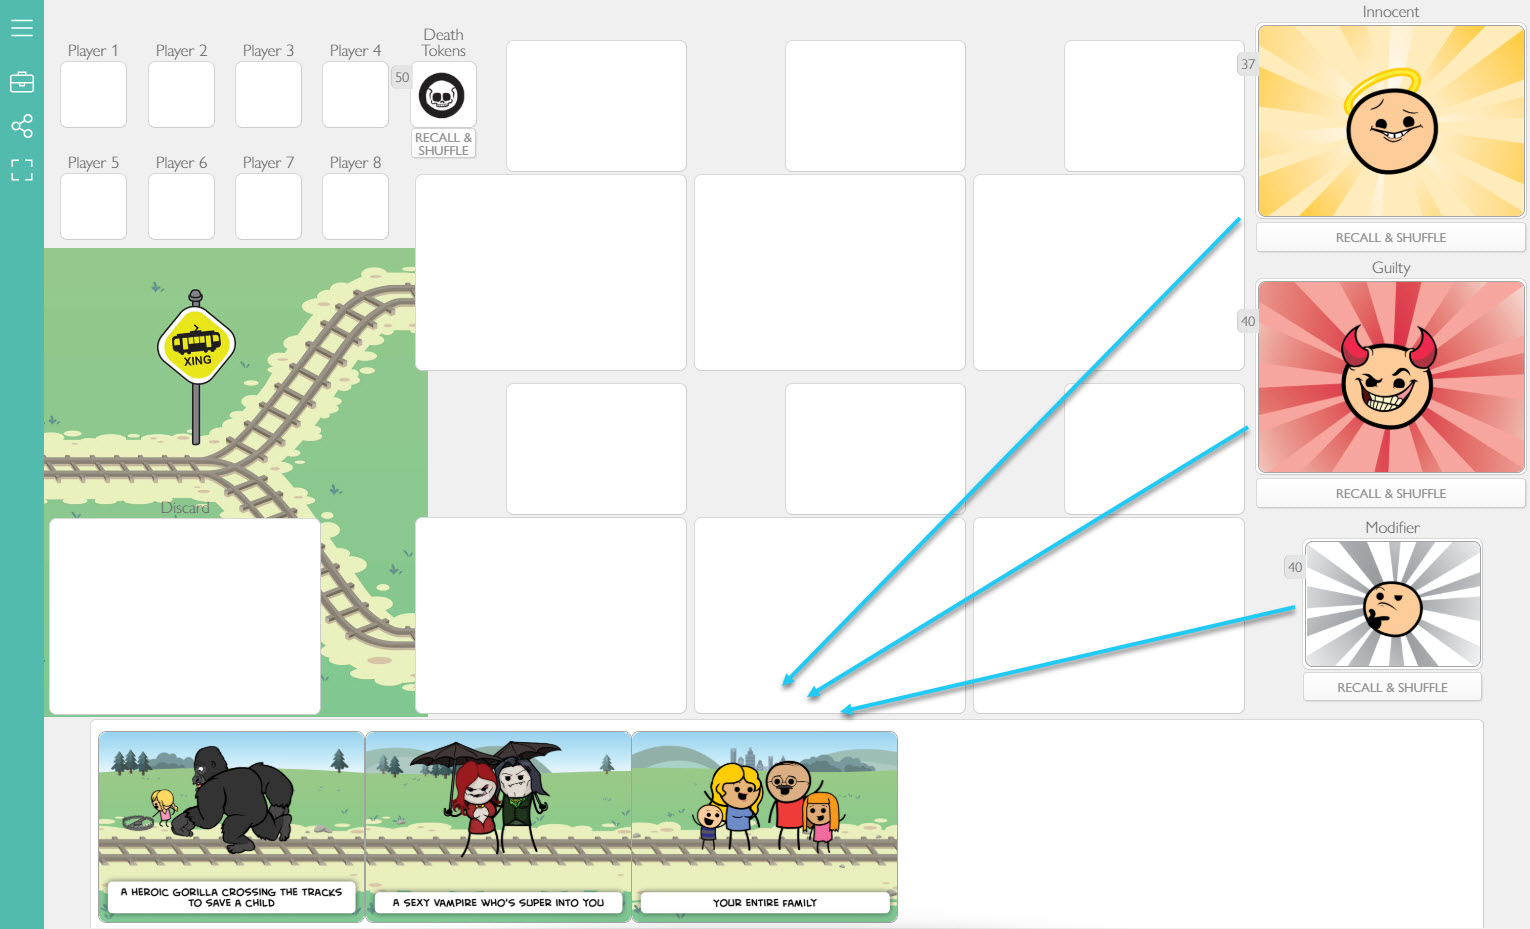 Innocent
Player 1
Player 2
Player 3
Player 4
Death
Tokens
50
37
RECALL &
SHUFFLE
Player 5
Player 6
Player 7
Player 8
RECALL & SHUFFLE
Guilty
40
XING
RECALL & SHUFFLE
Discard
Modifier
40
RECALL & SHUFFLE
A HEROIC GORILLA CROSSING THE TRACKS
TO SAVE A CHILD
A SEXY VAMPIRE WHO'S SUPER INTO YOU
YOUR ENTIRE FAMILY